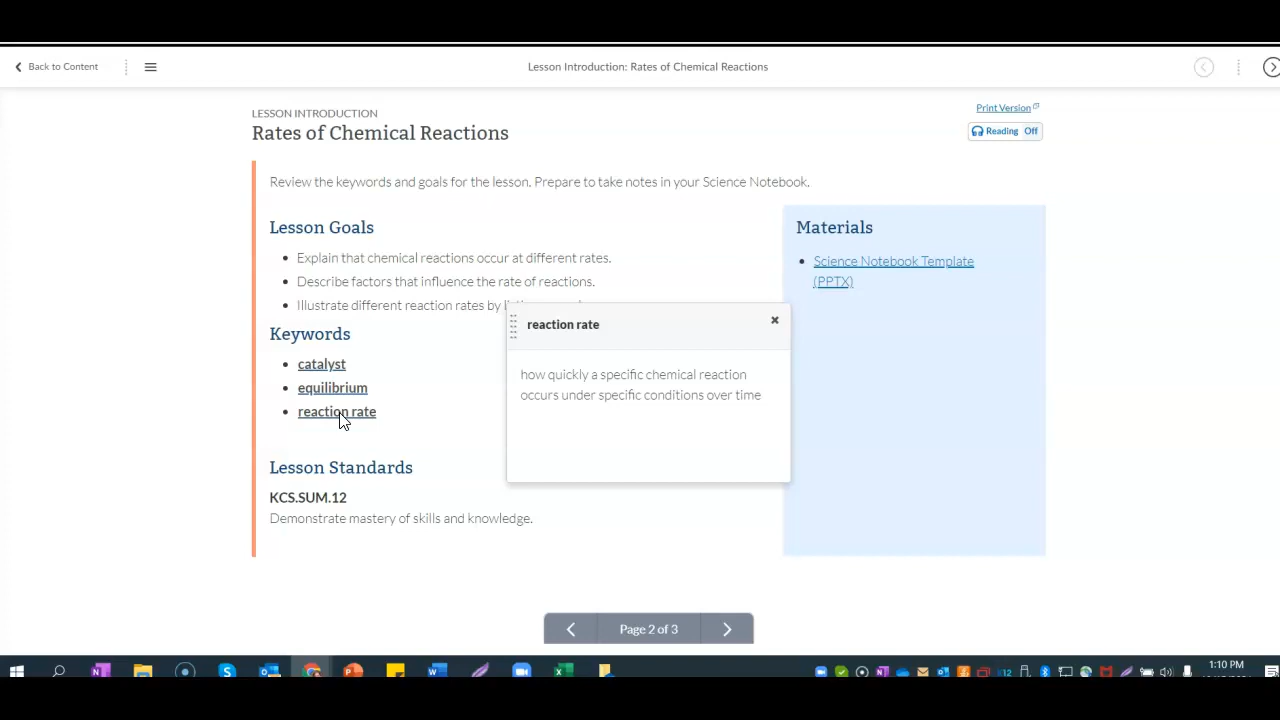 Back to Content
Lesson Introduction: Rates of Chemical Reactions
LESSON INTRODUCTION
Rates of Chemical Reactions
Print Version
Reading Off
Review the keywords and goals for the lesson. Prepare to take notes in your Science Notebook.
Lesson Goals
Explain that chemical reactions occur at different rates.
Describe factors that influence the rate of reactions.
Illustrate different reaction rates by
Keywords
catalyst
equilibrium
reaction rate
reaction rate
how quickly a specific chemical reaction
occurs under specific conditions over time
Lesson Standards
KCS.SUM.12
Demonstrate mastery of skills and knowledge.
Materials
Science Notebook Template
(PPTX)
Page 2 of 3
1:10 PM